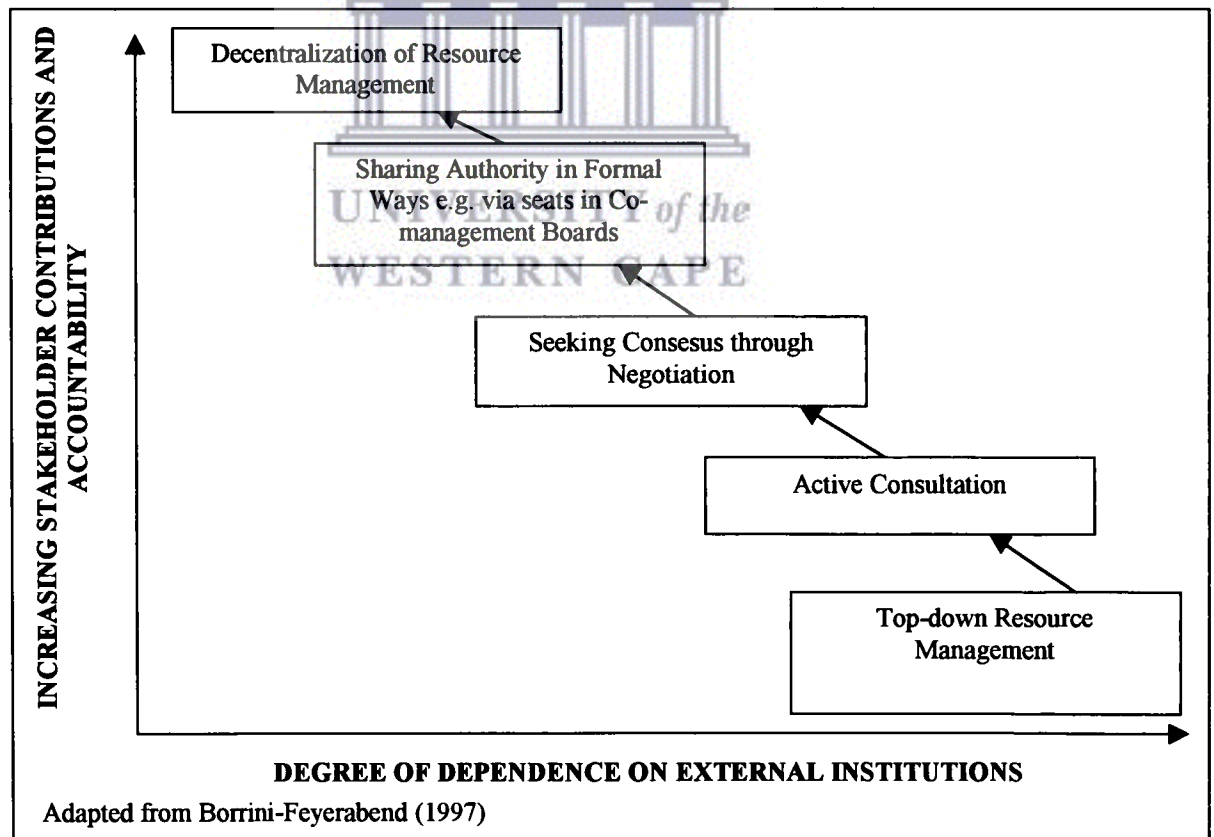 INCREASING STAKEHOLDER CONTRIBUTIONS AND
ACCOUNTABILITY
Decentralization of Resource
Management
Sharing Authority in Formal
Ways e.g. via seats in Co-
management Boards
UNIVERSITY of the
WESTERN CAPE
Seeking Consesus through
Negotiation
Active Consultation
Top-down Resource
Management
DEGREE OF DEPENDENCE ON EXTERNAL INSTITUTIONS
Adapted from Borrini-Feyerabend (1997)